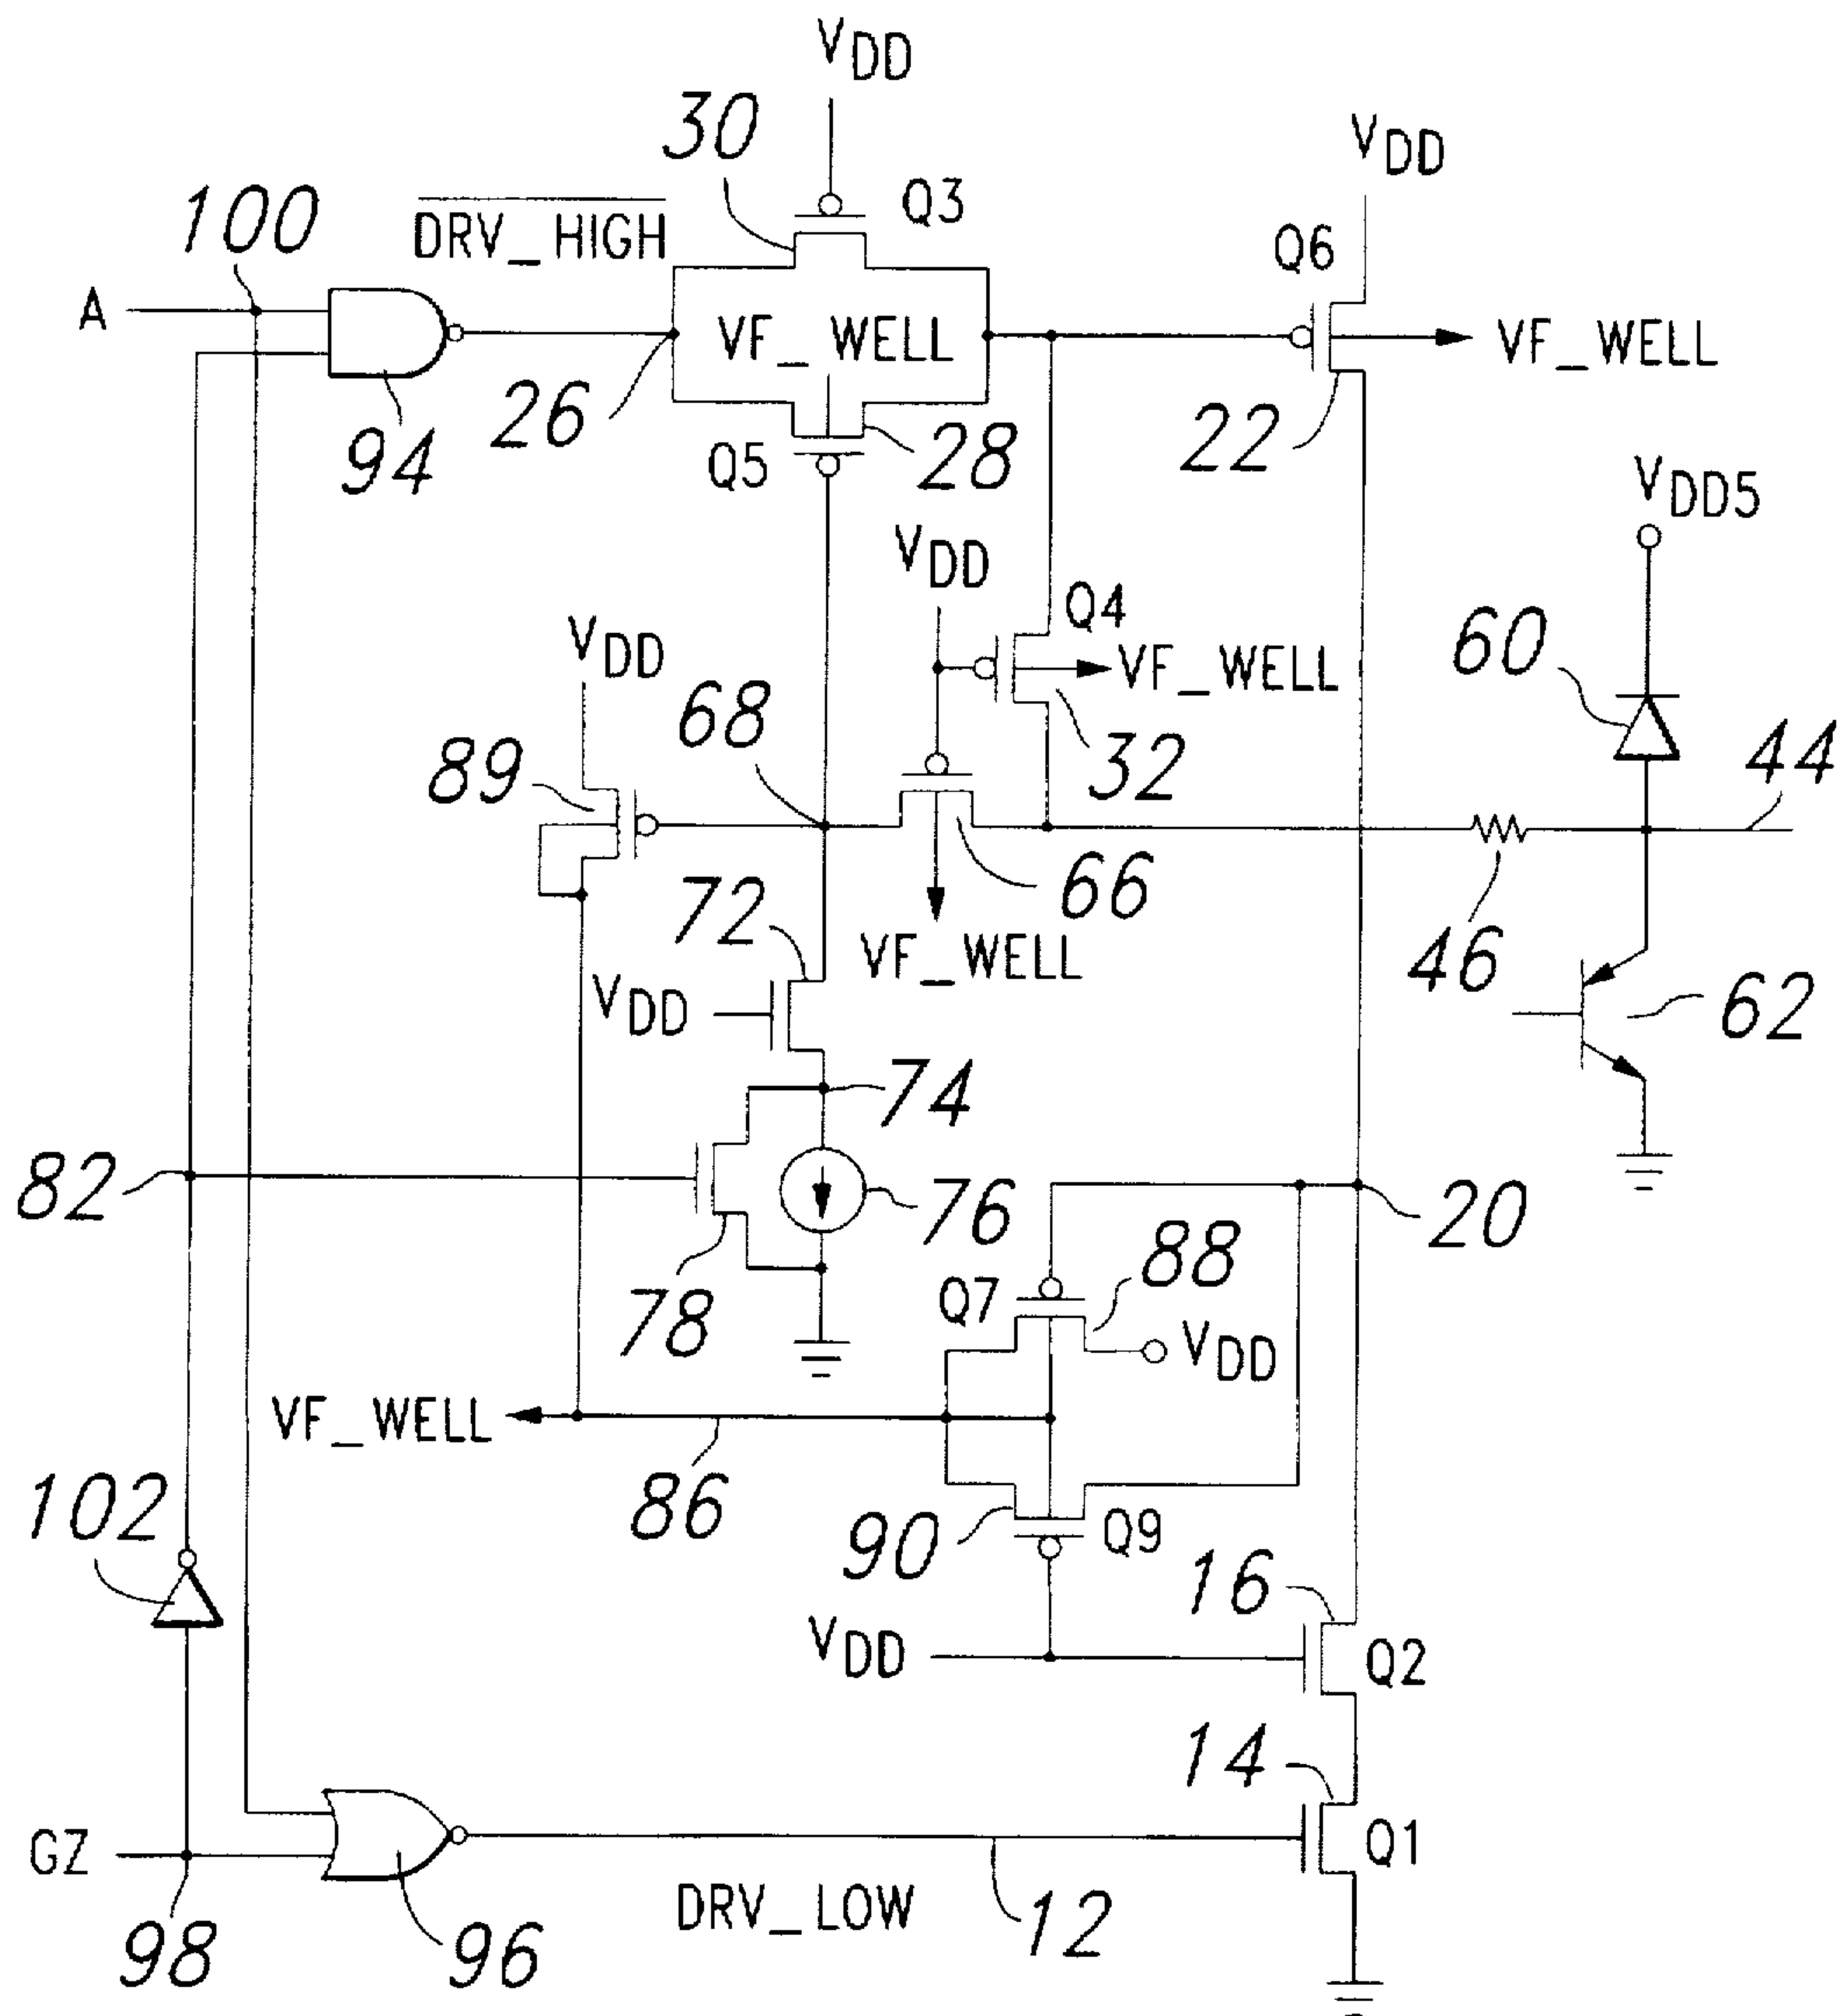 VDD
30
VDD
100
DRV_HIGH
Q3
Q6
A
VF_WELL
VF_WELL
26
94
Q5
28
22
VDD5
VDD
Q4
60
VDD
VF_WELL
68
44
89
32
72
66
VF_WELL
46
VDD
62
74
82
76
20
88
78
Q7
VDD
VF_WELL
86
102
90
Q9
16
VDD
Q2
14
GZ
Q1
DRV_LOW
12
98
96